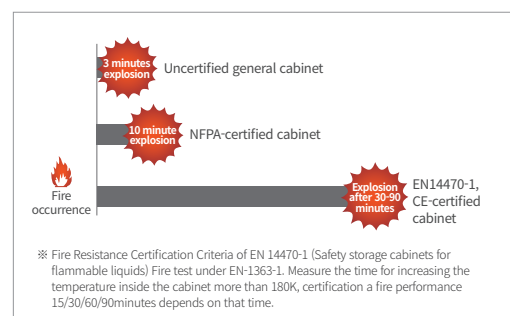 3 minutes
explosion
Uncertified general cabinet
10 minute
explosion
NFPA-certified cabinet
Fire
occurrence
Explosion
after 30-90
minutes
EN14470-1,
CE-certified
cabinet
※ Fire Resistance Certification Criteria of EN 14470-1 (Safety storage cabinets for
flammable liquids) Fire test under EN-1363-1. Measure the time for increasing the
temperature inside the cabinet more than 180K, certification a fire performance
15/30/60/90minutes depends on that time.